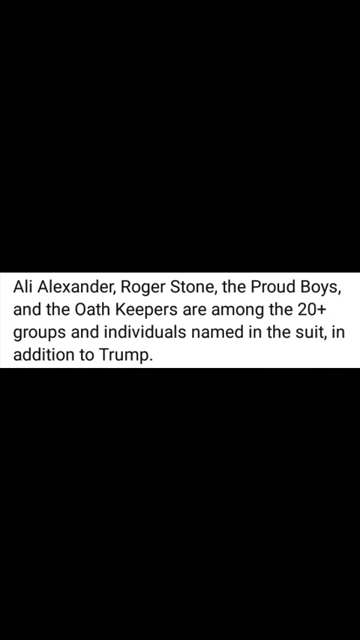 Ali Alexander, Roger Stone, the Proud Boys,
and the Oath Keepers are among the 20+
groups and individuals named in the suit, in
addition to Trump.